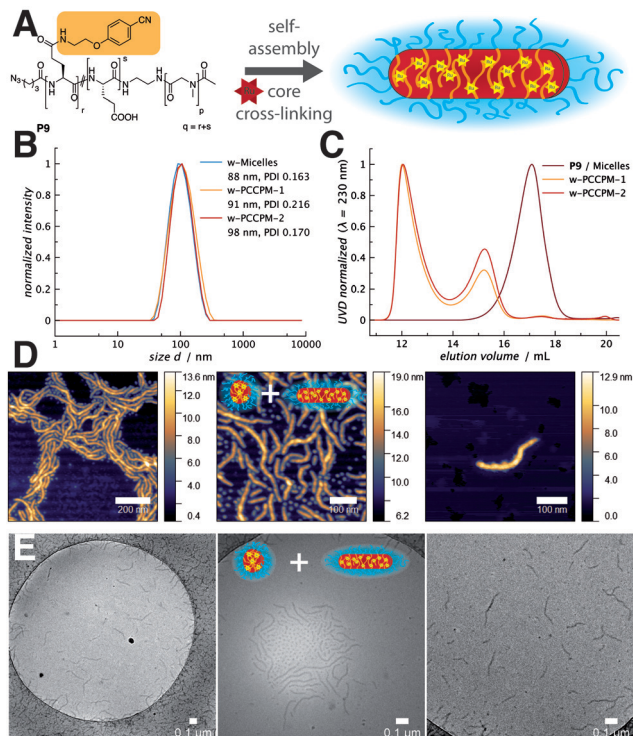 A
self-
assembly
core
cross-linking
CN
O
O
HN
N3
H
N
O
r
s
O
COOH
H
N
N
H
O
N
p
O
P9
q = r+s
B
w-Micelles
88 nm, PDI 0.163
w-PCCPM-1
91 nm, PDI 0.216
w-PCCPM-2
98 nm, PDI 0.170
normalized intensity
1
0.8
0.6
0.4
0.2
0
1 10 100 1000 10000
size d / nm
C
P9 / Micelles
w-PCCPM-1
w-PCCPM-2
UVD normalized (λ = 230 nm)
1
0.8
0.6
0.4
0.2
0
12 14 16 18 20
elution volume / mL
D
13.6 nm
12.0
10.0
8.0
6.0
4.0
2.0
0.4
200 nm
+
19.0 nm
16.0
14.0
12.0
10.0
8.0
6.2
100 nm
12.9 nm
10.0
8.0
6.0
4.0
2.0
0.0
100 nm
E
0.1 μm
+
0.1 μm
0.1 μm